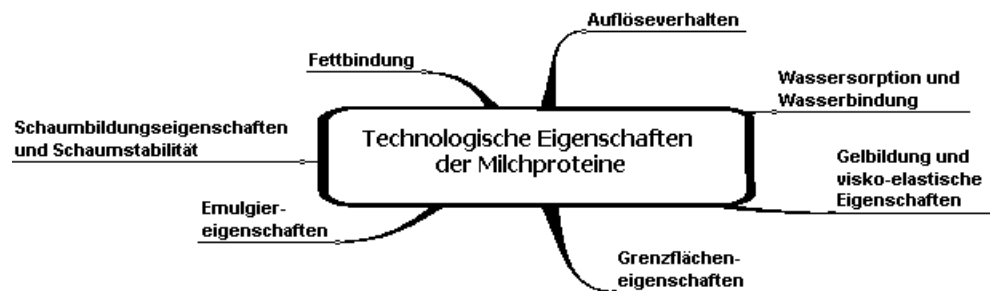 Auflöseverhalten
Fettbindung
Wassersorption und
Wasserbindung
Schaumbildungseigenschaften
und Schaumstabilität
Technologische Eigenschaften
der Milchproteine
Gelbildung und
visko-elastische
Eigenschaften
Emulgier-
eigenschaften
Grenzflächen-
eigenschaften